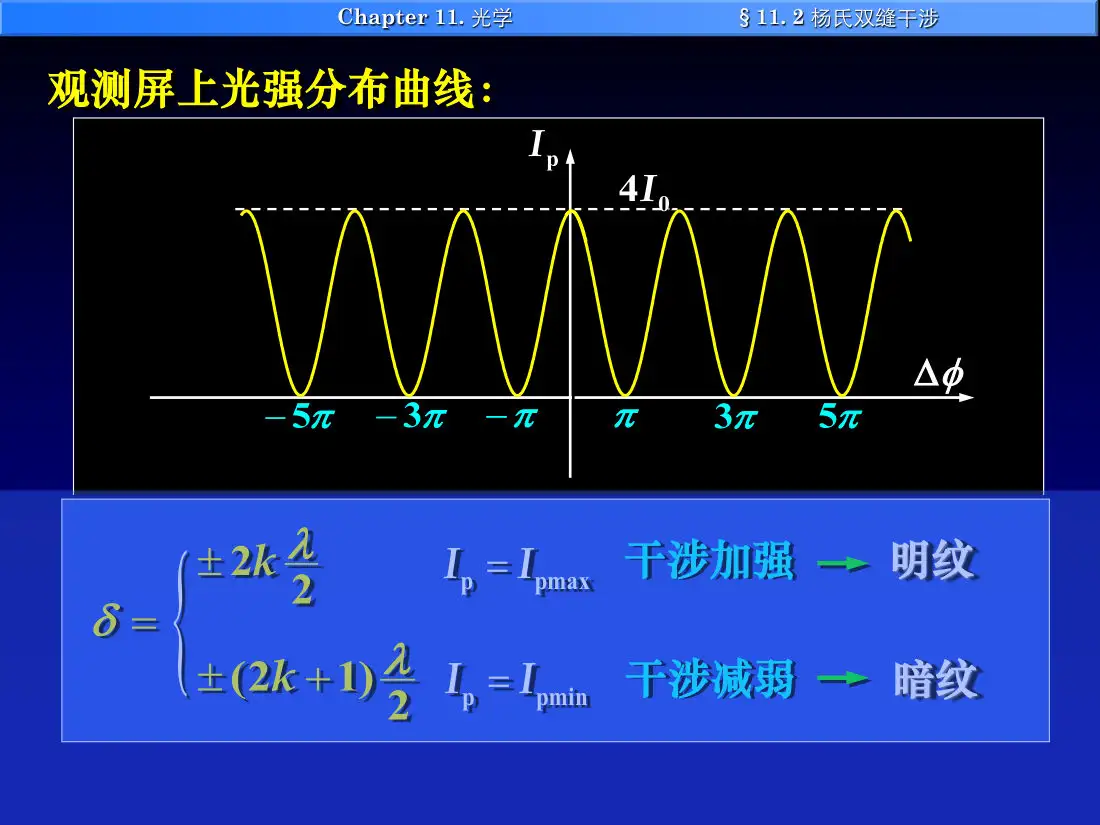 Chapter 11. 光学 §11.2 杨氏双缝干涉
观测屏上光强分布曲线:
Iₚ
4I₀
Δϕ
−5π −3π −π π 3π 5π
±2k λ/2 Iₚ = Iₚₘₐₓ 干涉加强 → 明纹
δ = {
±(2k+1) λ/2 Iₚ = Iₚₘᵢₙ 干涉减弱 → 暗纹